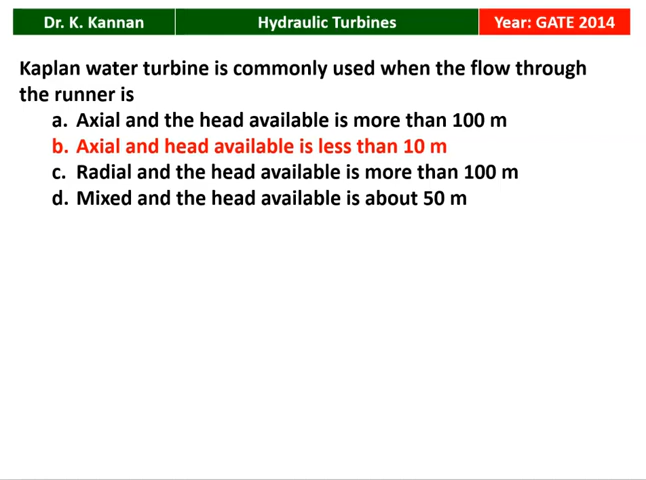 Dr. K. Kannan Hydraulic Turbines Year: GATE 2014
Kaplan water turbine is commonly used when the flow through
the runner is
a. Axial and the head available is more than 100 m
b. Axial and head available is less than 10 m
c. Radial and the head available is more than 100 m
d. Mixed and the head available is about 50 m